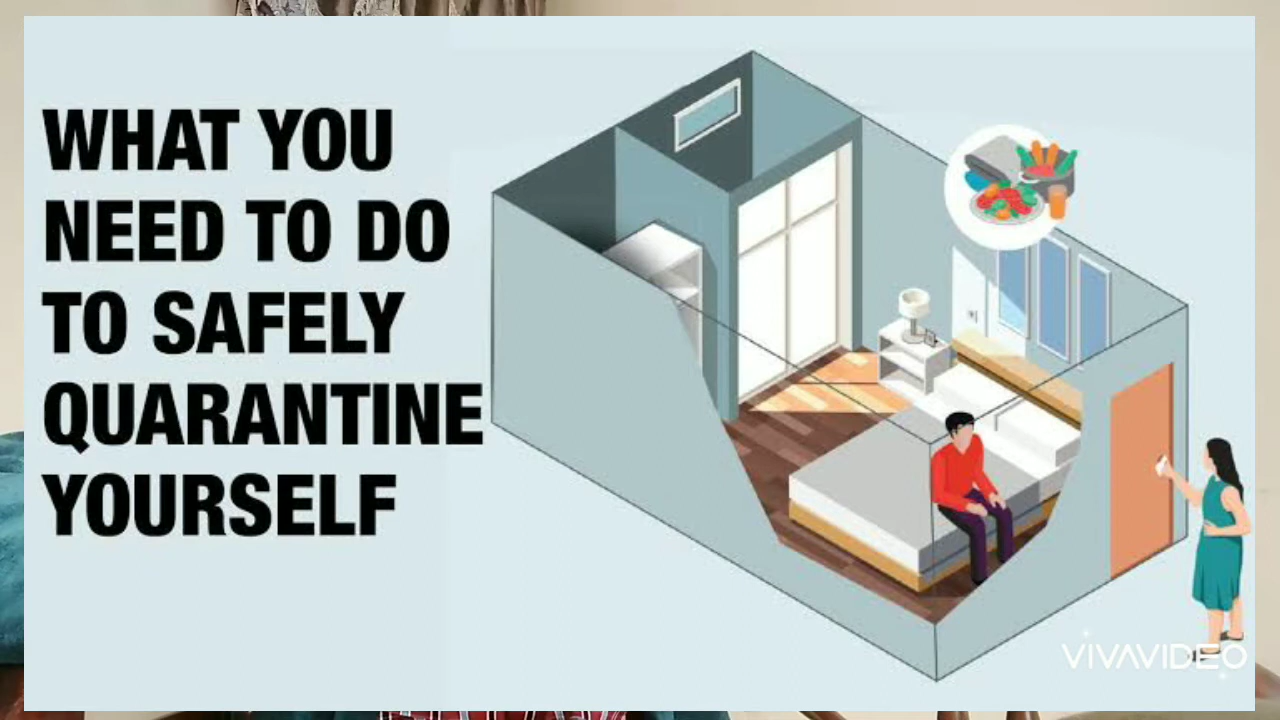 WHAT YOU
NEED TO DO
TO SAFELY
QUARANTINE
YOURSELF
VIVAVIDEO